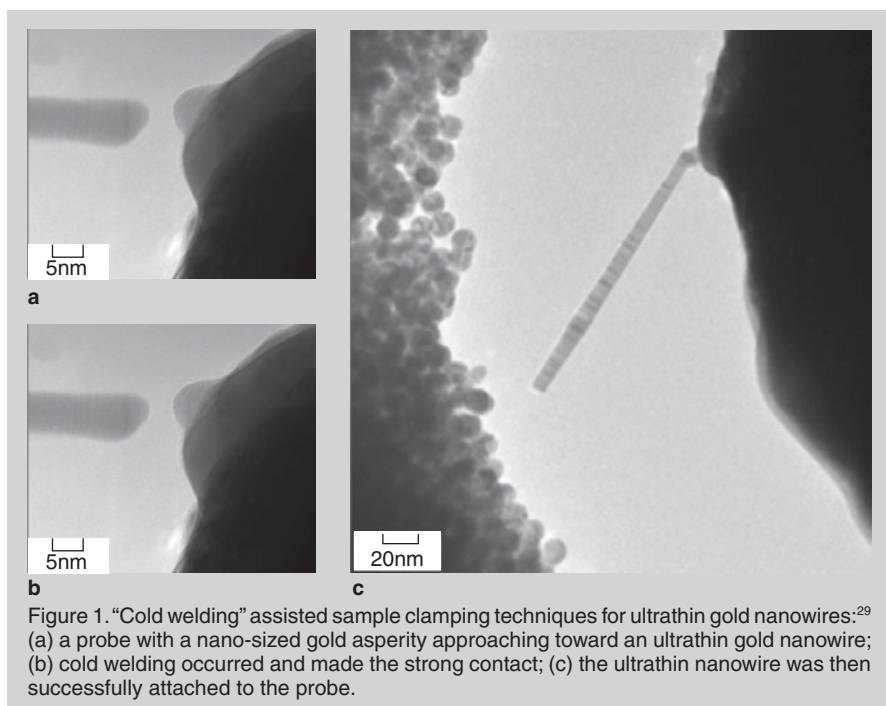 5nm
a
5nm
b
20nm
c
Figure 1. “Cold welding” assisted sample clamping techniques for ultrathin gold nanowires:²⁹
(a) a probe with a nano-sized gold asperity approaching toward an ultrathin gold nanowire;
(b) cold welding occurred and made the strong contact; (c) the ultrathin nanowire was then
successfully attached to the probe.